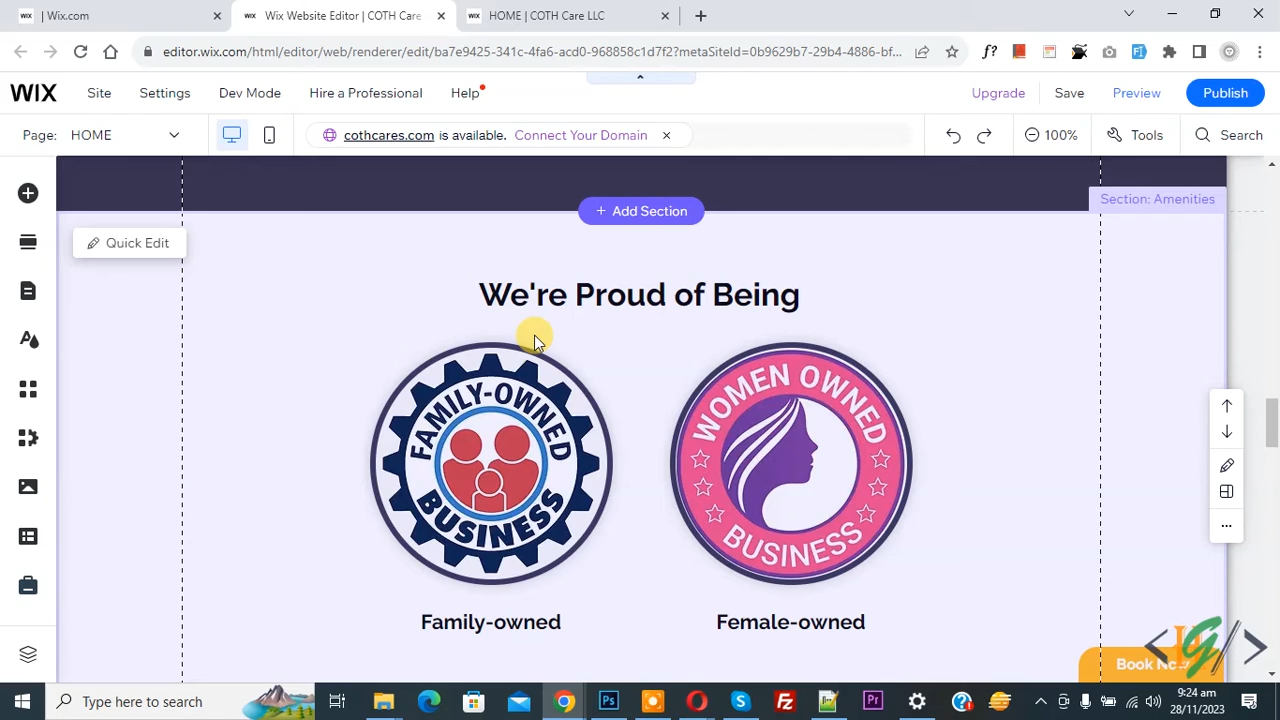 | Wix.com
Wix Website Editor | COTH Care
HOME | COTH Care LLC
editor.wix.com/html/editor/web/renderer/edit/ba7e9425-341c-4fa6-acd0-968858c1d7f2?metaSiteId=0b9629b7-29b4-4886-bf...
WIX
Site
Settings
Dev Mode
Hire a Professional
Help
Upgrade
Save
Preview
Publish
Page: HOME
cothcares.com is available. Connect Your Domain
100%
Tools
Search
+ Add Section
Section: Amenities
Quick Edit
We're Proud of Being
FAMILY-OWNED
BUSINESS
WOMEN OWNED
BUSINESS
Family-owned
Female-owned
Type here to search
9:24 am
28/11/2023